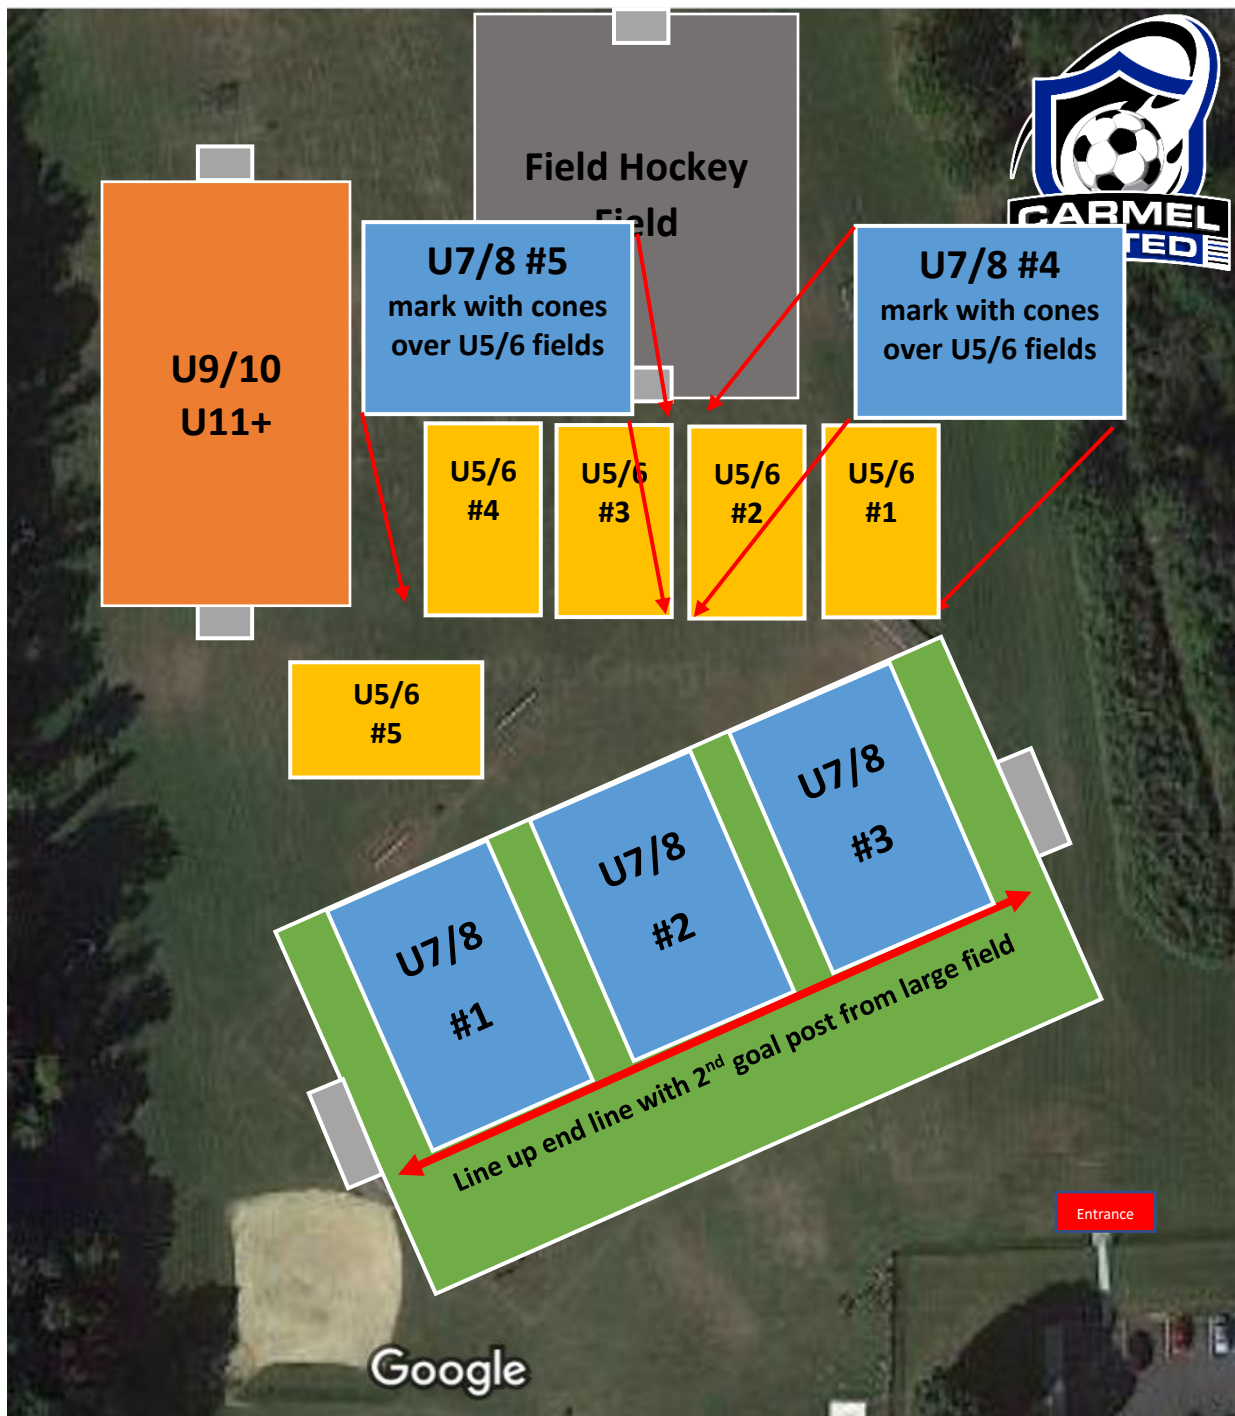 Field Hockey
Field
CARMEL
TED
U7/8 #5
mark with cones
over U5/6 fields
U7/8 #4
mark with cones
over U5/6 fields
U9/10
U11+
U5/6
#4
U5/6
#3
U5/6
#2
U5/6
#1
U5/6
#5
U7/8
#3
U7/8
#2
U7/8
#1
Line up end line with 2nd goal post from large field
Entrance
Google